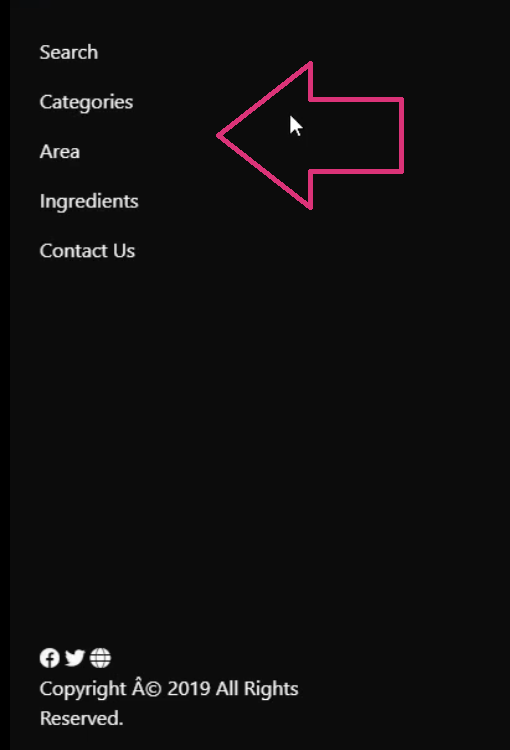 Search
Categories
Area
Ingredients
Contact Us
Copyright Â© 2019 All Rights
Reserved.